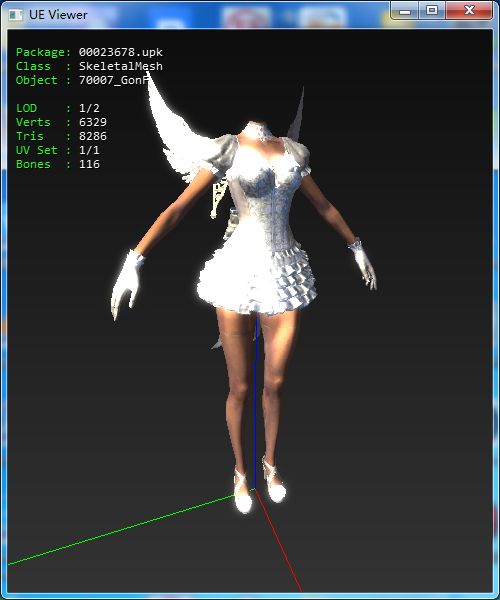 UE Viewer
Package: 00023678.upk
Class : SkeletalMesh
Object : 70007_GonF
LOD : 1/2
Verts : 6329
Tris : 8286
UV Set : 1/1
Bones : 116